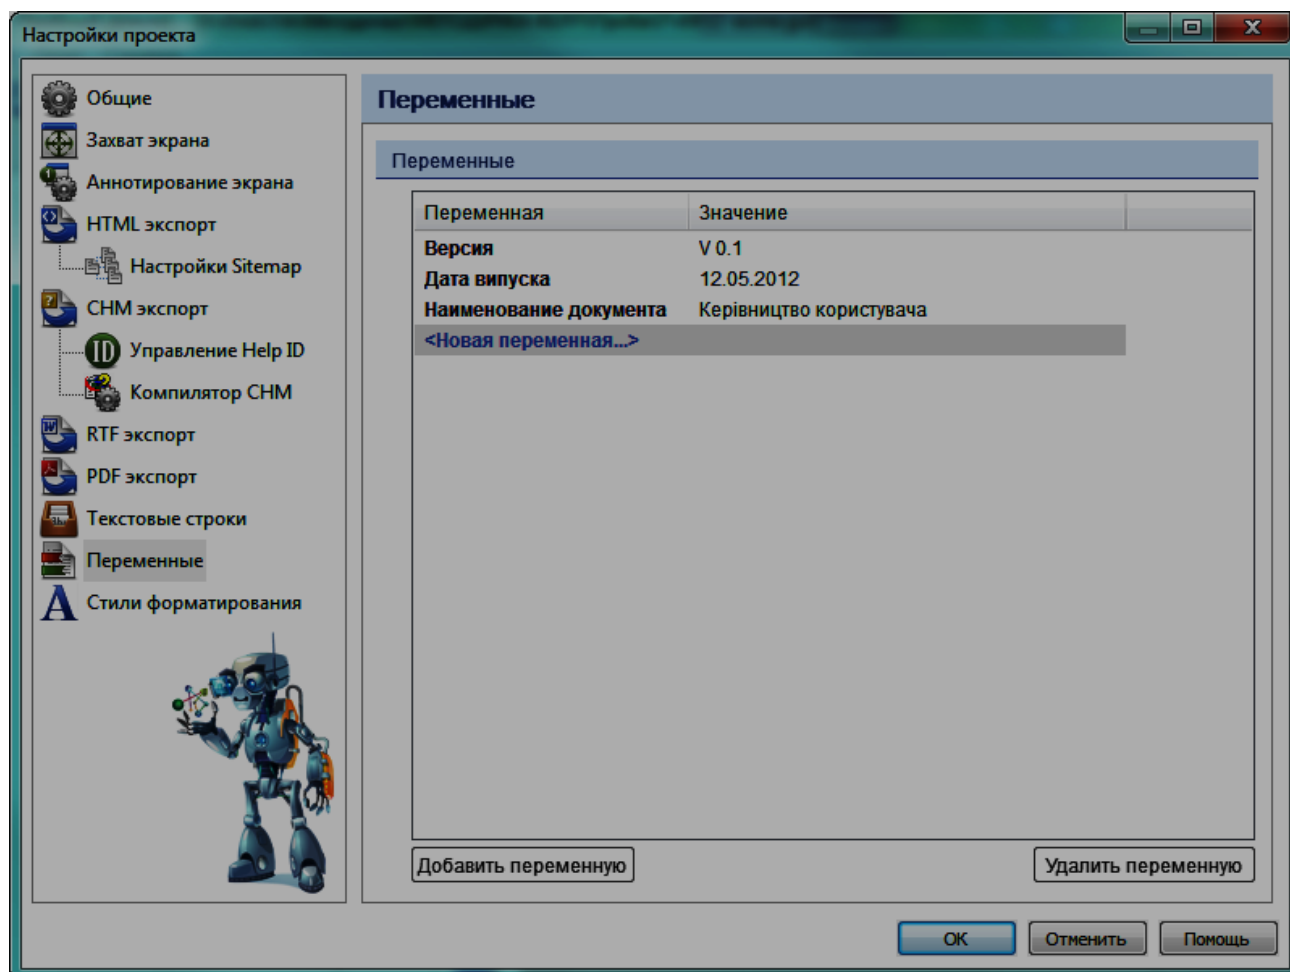 Настройки проекта
Общие
Захват экрана
Аннотирование экрана
HTML экспорт
Настройки Sitemap
CHM экспорт
ID Управление Help ID
Компилятор CHM
RTF экспорт
PDF экспорт
Текстовые строки
Переменные
A Стили форматирования
Переменные
Переменные
Переменная Значение
Версия V 0.1
Дата випуска 12.05.2012
Наименование документа Керівництво користувача
<Новая переменная...>
Добавить переменную Удалить переменную
ОК Отменить Помощь